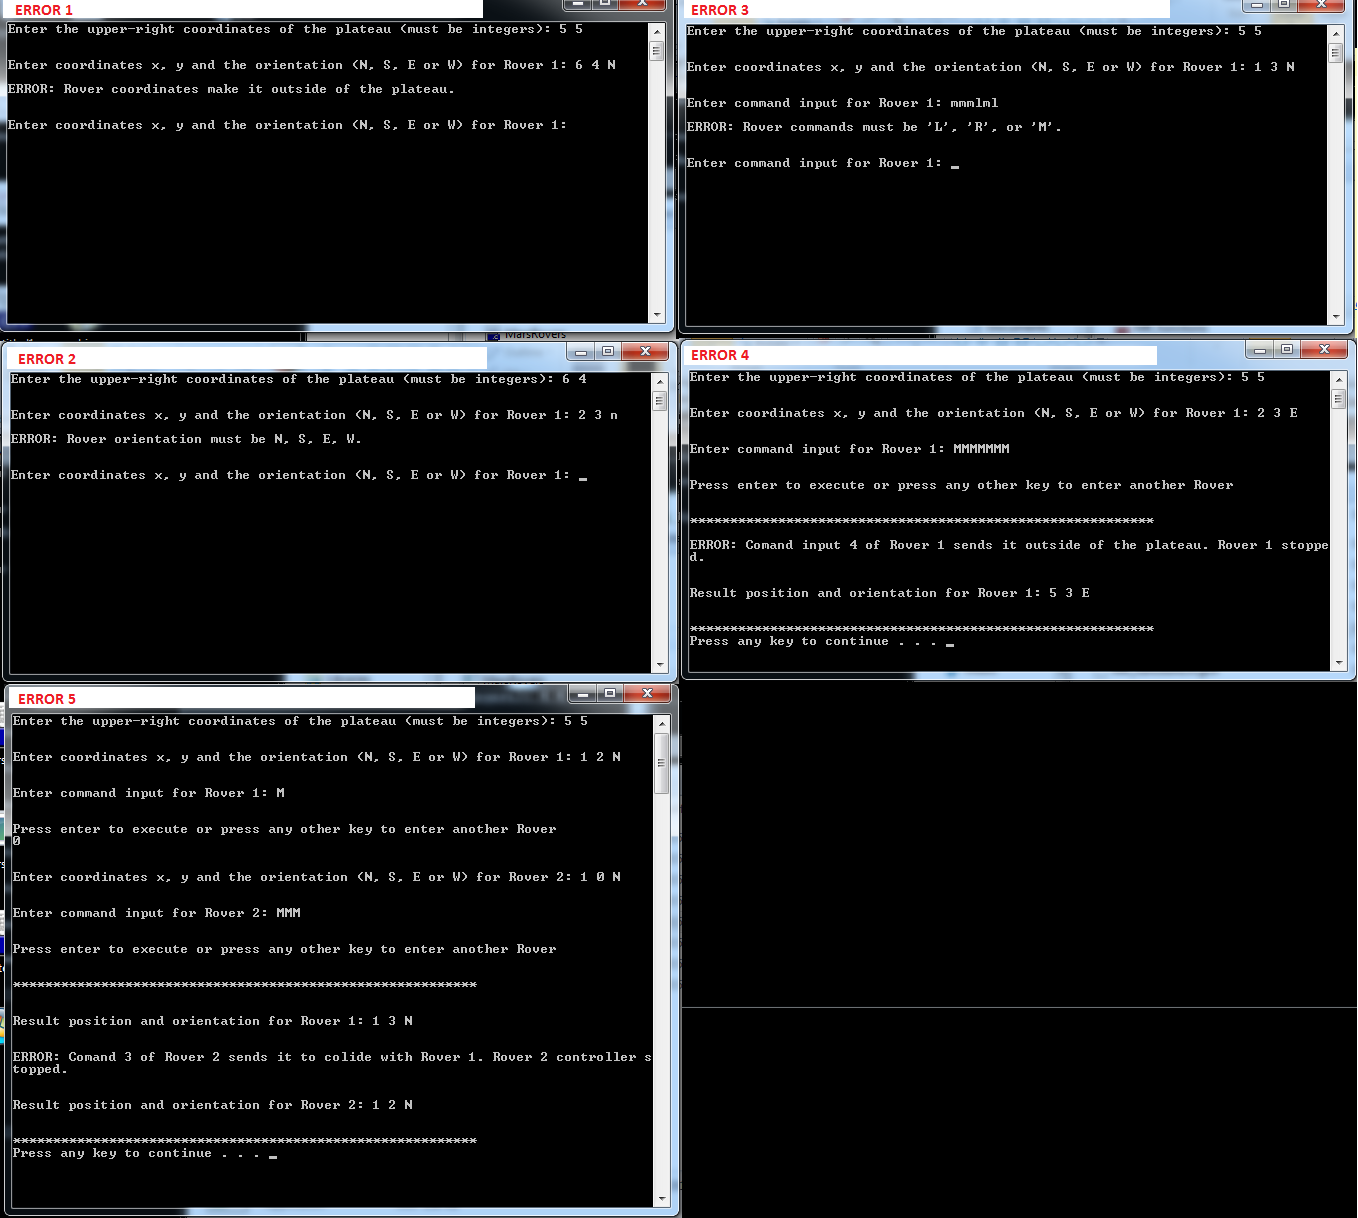 ERROR 1
Enter the upper-right coordinates of the plateau (must be integers): 5 5
Enter coordinates x, y and the orientation (N, S, E or W) for Rover 1: 6 4 N
ERROR: Rover coordinates make it outside of the plateau.
Enter coordinates x, y and the orientation (N, S, E or W) for Rover 1:
MarsRovers
ERROR 2
Enter the upper-right coordinates of the plateau (must be integers): 6 4
Enter coordinates x, y and the orientation (N, S, E or W) for Rover 1: 2 3 n
ERROR: Rover orientation must be N, S, E, W.
Enter coordinates x, y and the orientation (N, S, E or W) for Rover 1: _
ERROR 3
Enter the upper-right coordinates of the plateau (must be integers): 5 5
Enter coordinates x, y and the orientation (N, S, E or W) for Rover 1: 1 3 N
Enter command input for Rover 1: mmmlml
ERROR: Rover commands must be 'L', 'R', or 'M'.
Enter command input for Rover 1: _
ERROR 4
Enter the upper-right coordinates of the plateau (must be integers): 5 5
Enter coordinates x, y and the orientation (N, S, E or W) for Rover 1: 2 3 E
Enter command input for Rover 1: MMMMMMM
Press enter to execute or press any other key to enter another Rover
**********************************************************
ERROR: Comand input 4 of Rover 1 sends it outside of the plateau. Rover 1 stoppe
d.
Result position and orientation for Rover 1: 5 3 E
**********************************************************
Press any key to continue . . . _
ERROR 5
Enter the upper-right coordinates of the plateau (must be integers): 5 5
Enter coordinates x, y and the orientation (N, S, E or W) for Rover 1: 1 2 N
Enter command input for Rover 1: M
Press enter to execute or press any other key to enter another Rover
0
Enter coordinates x, y and the orientation (N, S, E or W) for Rover 2: 1 0 N
Enter command input for Rover 2: MMM
Press enter to execute or press any other key to enter another Rover
**********************************************************
Result position and orientation for Rover 1: 1 3 N
ERROR: Comand 3 of Rover 2 sends it to colide with Rover 1. Rover 2 controller s
topped.
Result position and orientation for Rover 2: 1 2 N
**********************************************************
Press any key to continue . . . _